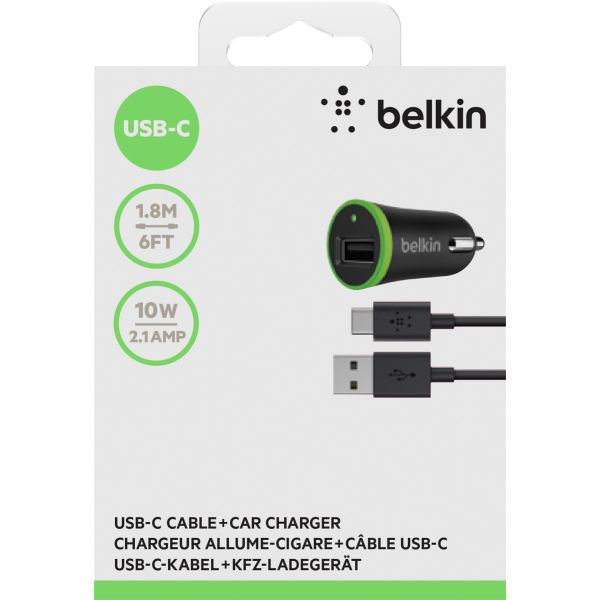 USB-C
belkin
1.8M
6FT
10W
2.1AMP
belkin
USB-C CABLE+CAR CHARGER
CHARGEUR ALLUME-CIGARE+CÂBLE USB-C
USB-C-KABEL+KFZ-LADEGERÄT